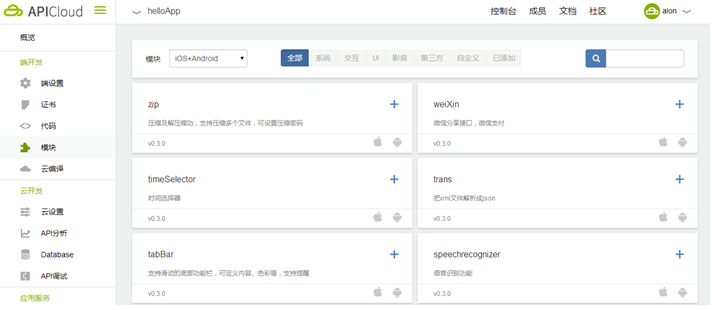 APICloud
helloApp
控制台 成员 文档 社区 alon
概览
端开发
端设置
证书
代码
模块
云编译
云开发
云设置
API分析
Database
API调试
应用服务
模块 iOS+Android 全部 系统 交互 UI 影音 第三方 自定义 已添加
zip
压缩及解压缩功，支持压缩多个文件，可设置压缩密码
v0.3.0
weiXin
微信分享接口，微信支付
v0.3.0
timeSelector
时间选择器
v0.3.0
trans
把xml文件解析成json
v0.3.0
tabBar
支持滑动的底部功能栏，可定义内容、色彩等，支持提醒
v0.3.0
speechrecognizer
语音识别功能
v0.3.0